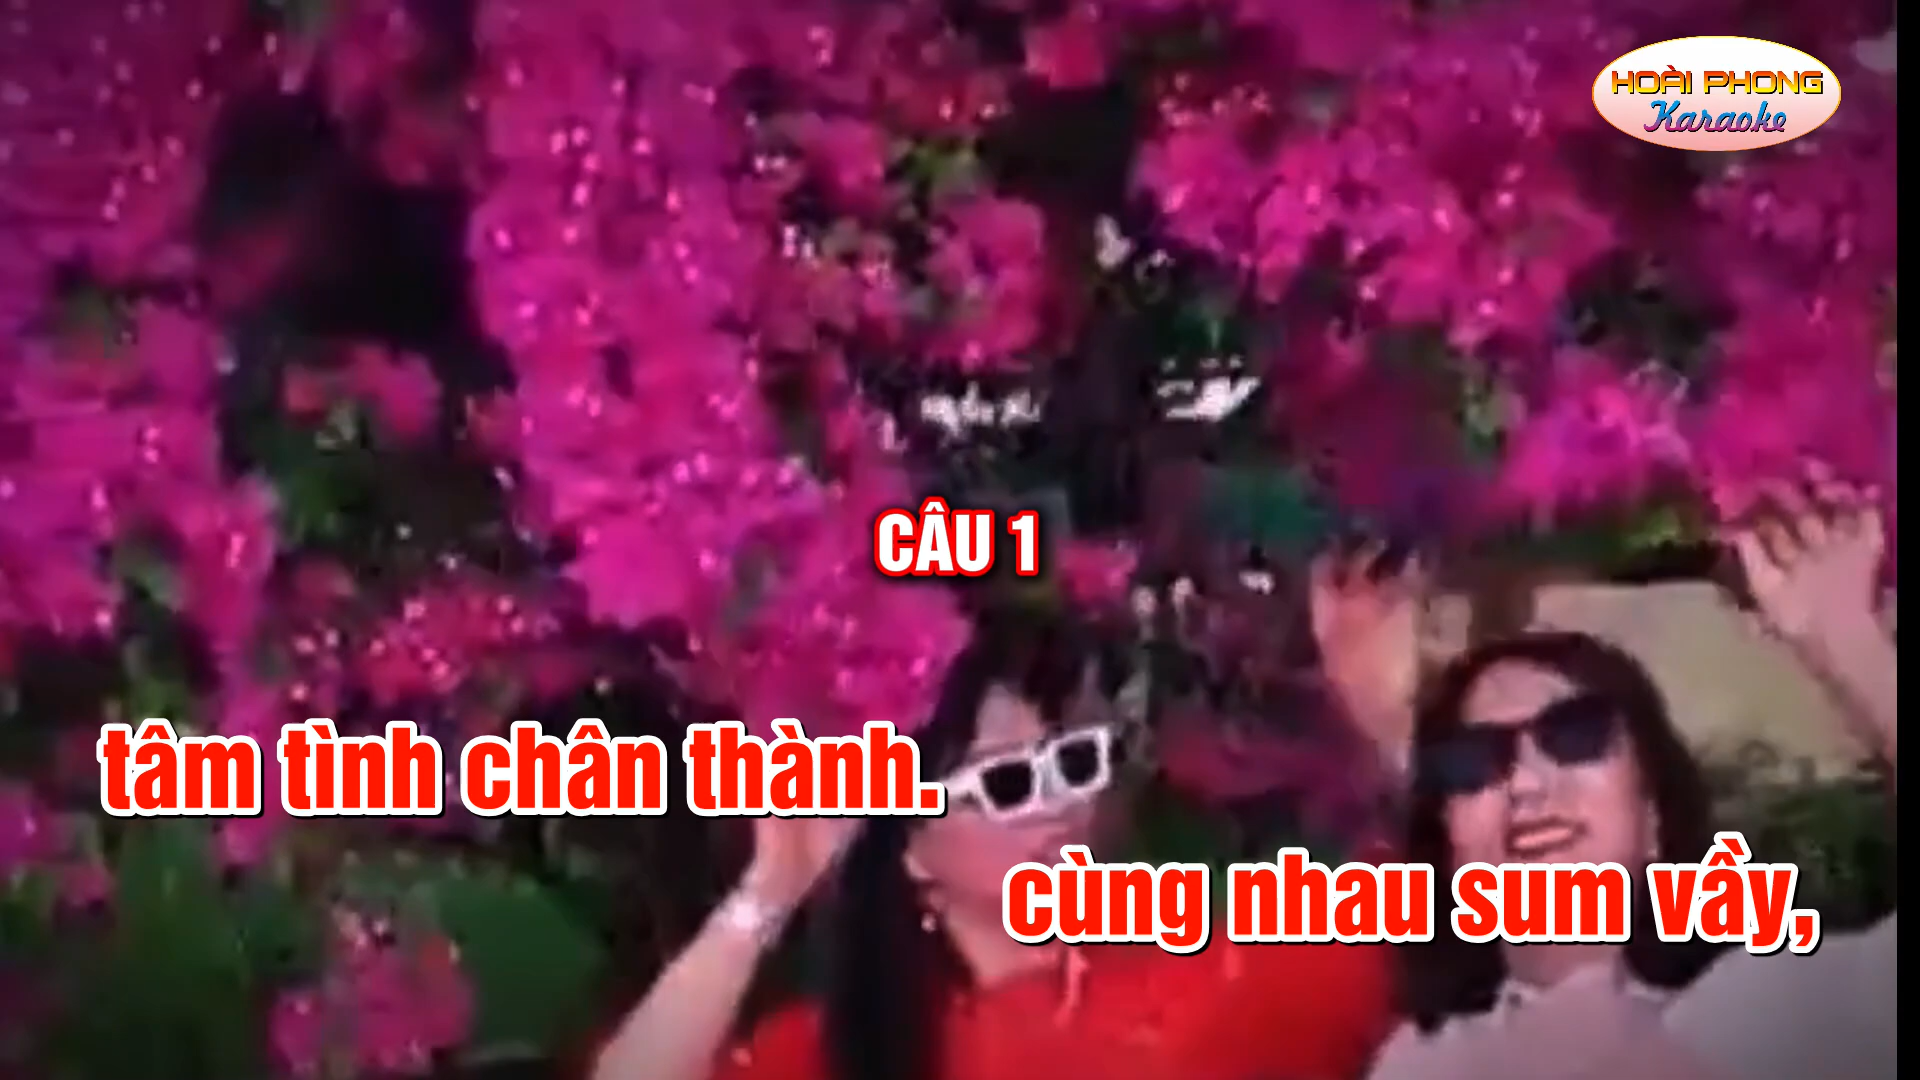 HOÀI PHONG
Karaoke
CÂU 1
tâm tình chân thành.
cùng nhau sum vầy,